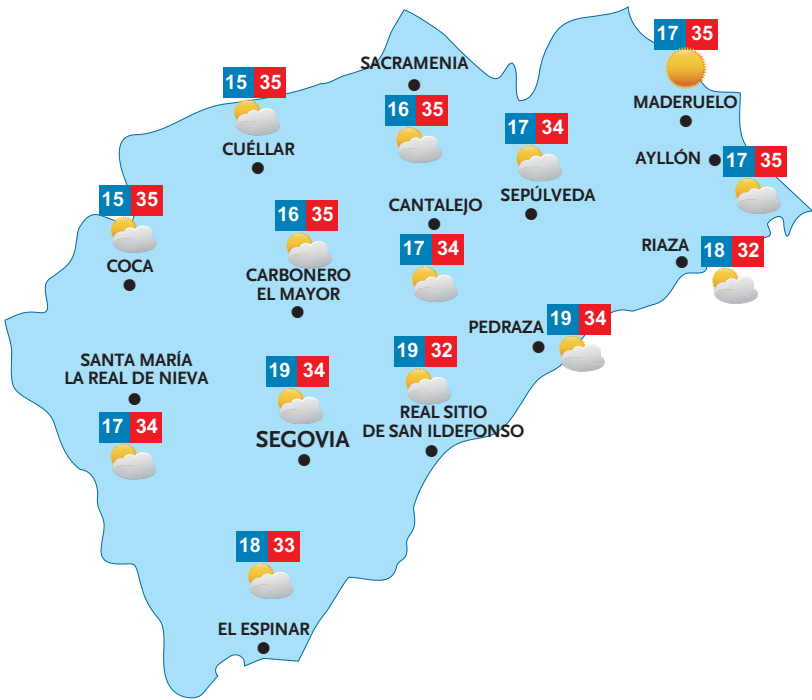 17 35
MADERUELO
SACRAMENIA
16 35
15 35
CUÉLLAR
17 34
SEPÚLVEDA
AYLLÓN
17 35
15 35
COCA
16 35
CARBONERO
EL MAYOR
CANTALEJO
17 34
RIAZA
18 32
PEDRAZA
19 34
SANTA MARÍA
LA REAL DE NIEVA
17 34
19 34
SEGOVIA
19 32
REAL SITIO
DE SAN ILDEFONSO
18 33
EL ESPINAR